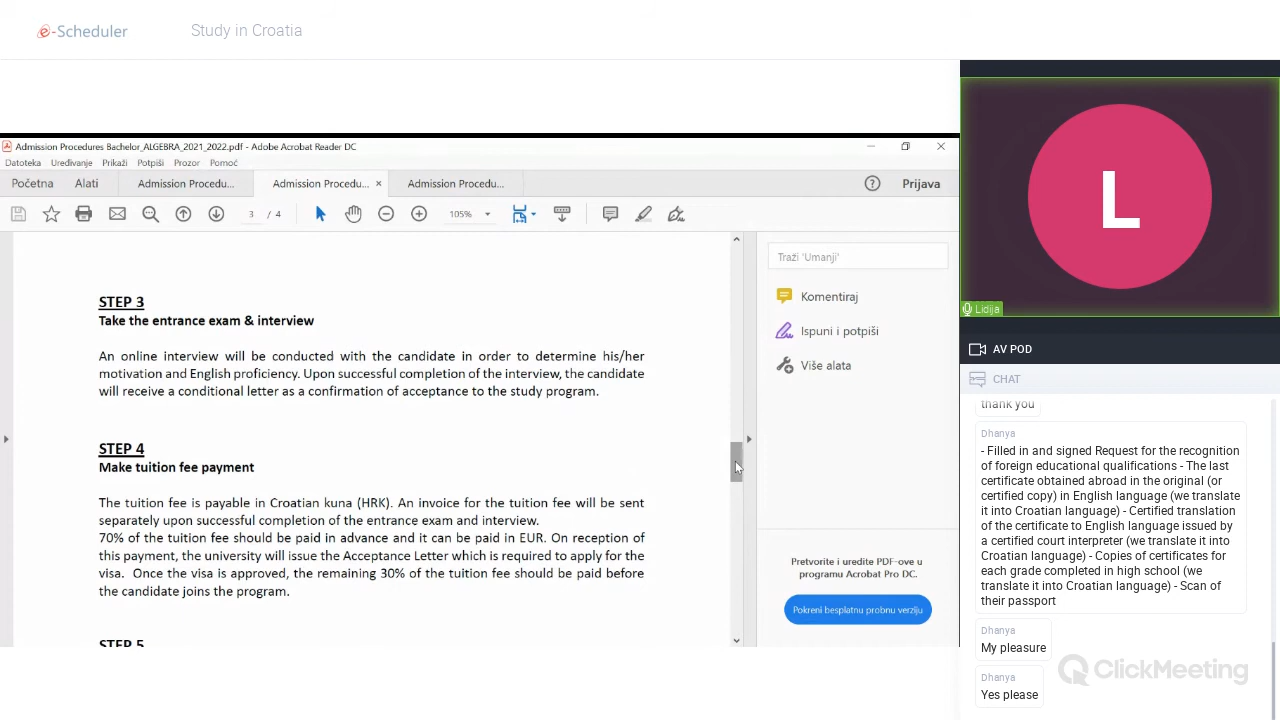 e-Scheduler
Study in Croatia
Admission Procedures Bachelor_ALGEBRA_2021_2022.pdf - Adobe Acrobat Reader DC
Datoteka Uređivanje Prikaži Potpiši Prozor Pomoć
Početna Alati Admission Procedu... Admission Procedu... × Admission Procedu... Prijava
3 / 4 105%
STEP 3
Take the entrance exam & interview
An online interview will be conducted with the candidate in order to determine his/her
motivation and English proficiency. Upon successful completion of the interview, the candidate
will receive a conditional letter as a confirmation of acceptance to the study program.
STEP 4
Make tuition fee payment
The tuition fee is payable in Croatian kuna (HRK). An invoice for the tuition fee will be sent
separately upon successful completion of the entrance exam and interview.
70% of the tuition fee should be paid in advance and it can be paid in EUR. On reception of
this payment, the university will issue the Acceptance Letter which is required to apply for the
visa. Once the visa is approved, the remaining 30% of the tuition fee should be paid before
the candidate joins the program.
STEP 5
Traži 'Umanji'
Komentiraj
Ispuni i potpiši
Više alata
Pretvorite i uredite PDF-ove u
programu Acrobat Pro DC.
Pokreni besplatnu probnu verziju
L
Lidija
AV POD
CHAT
thank you
Dhanya
- Filled in and signed Request for the recognition
of foreign educational qualifications - The last
certificate obtained abroad in the original (or
certified copy) in English language (we translate
it into Croatian language) - Certified translation
of the certificate to English language issued by
a certified court interpreter (we translate it into
Croatian language) - Copies of certificates for
each grade completed in high school (we
translate it into Croatian language) - Scan of
their passport
Dhanya
My pleasure
Dhanya
Yes please
ClickMeeting